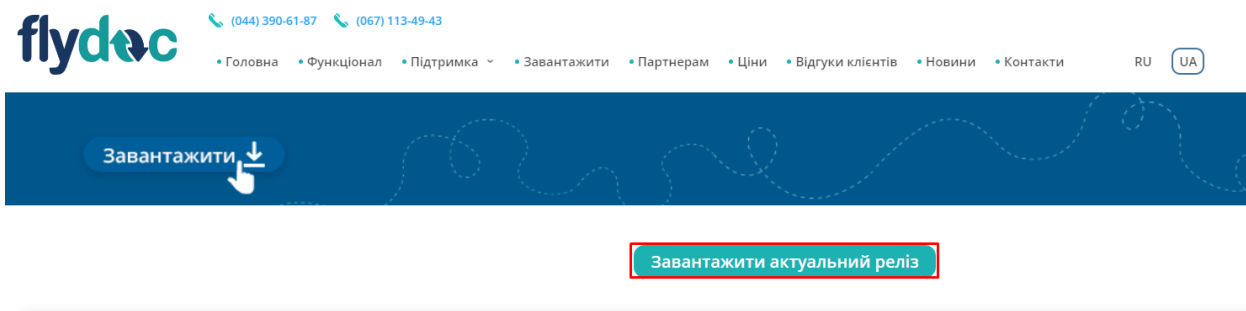 flydoc
(044) 390-61-87 (067) 113-49-43
• Головна • Функціонал • Підтримка • Завантажити • Партнерам • Ціни • Відгуки клієнтів • Новини • Контакти RU UA
Завантажити
Завантажити актуальний реліз